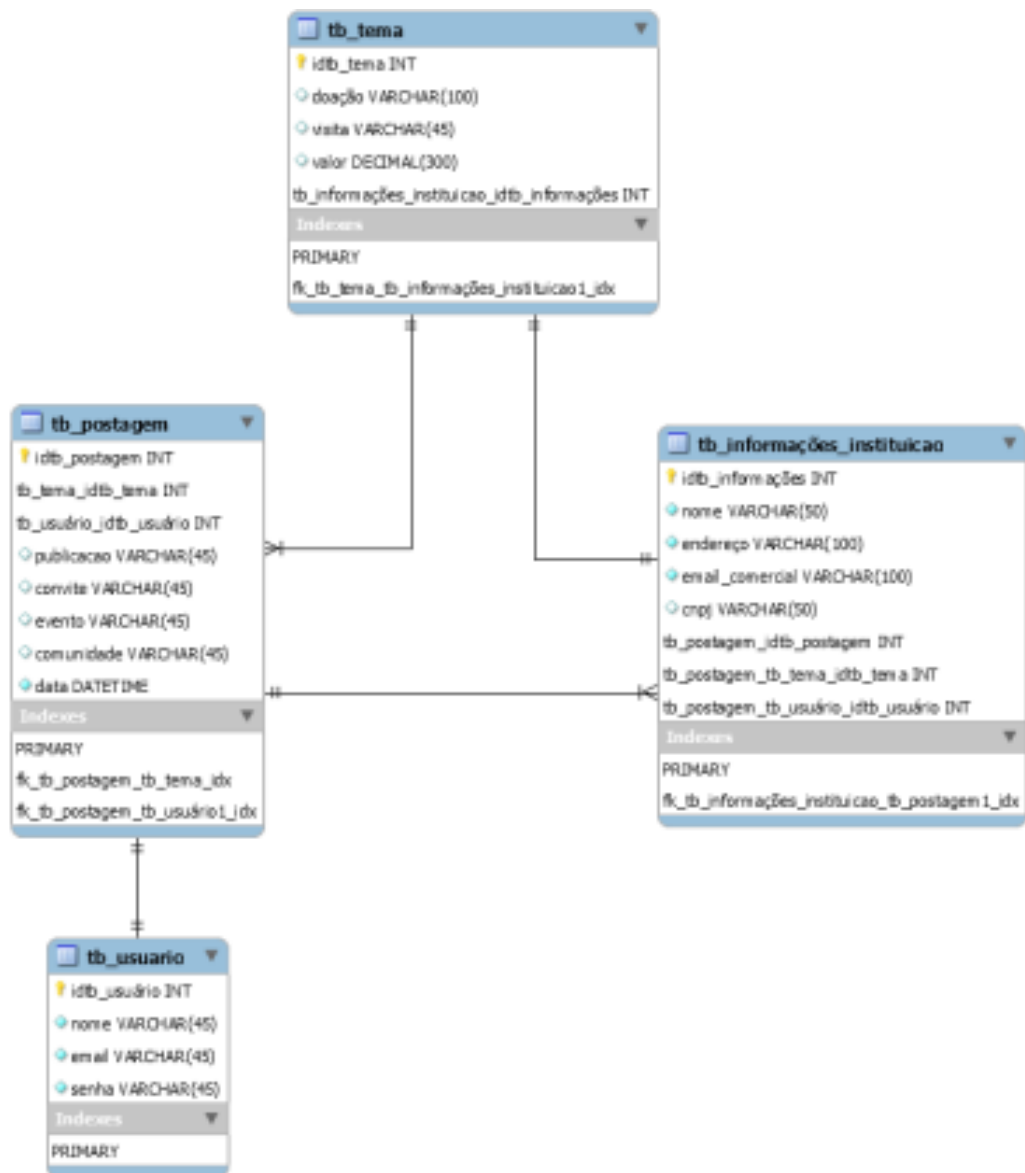 tb_tema
idtb_tema INT
doação VARCHAR(100)
visita VARCHAR(45)
valor DECIMAL(300)
tb_informações_instituicao_idtb_informações INT
Indexes
PRIMARY
fk_tb_tema_tb_informações_instituicao1_idx
tb_postagem
idtb_postagem INT
tb_tema_idtb_tema INT
tb_usuário_idtb_usuário INT
publicacao VARCHAR(45)
convite VARCHAR(45)
evento VARCHAR(45)
comunidade VARCHAR(45)
data DATETIME
Indexes
PRIMARY
fk_tb_postagem_tb_tema_idx
fk_tb_postagem_tb_usuário1_idx
tb_informações_instituicao
idtb_informações INT
nome VARCHAR(50)
endereço VARCHAR(100)
email_comercial VARCHAR(100)
cnpj VARCHAR(50)
tb_postagem_idtb_postagem INT
tb_postagem_tb_tema_idtb_tema INT
tb_postagem_tb_usuário_idtb_usuário INT
Indexes
PRIMARY
fk_tb_informações_instituicao_tb_postagem1_idx
tb_usuario
idtb_usuário INT
nome VARCHAR(45)
email VARCHAR(45)
senha VARCHAR(45)
Indexes
PRIMARY